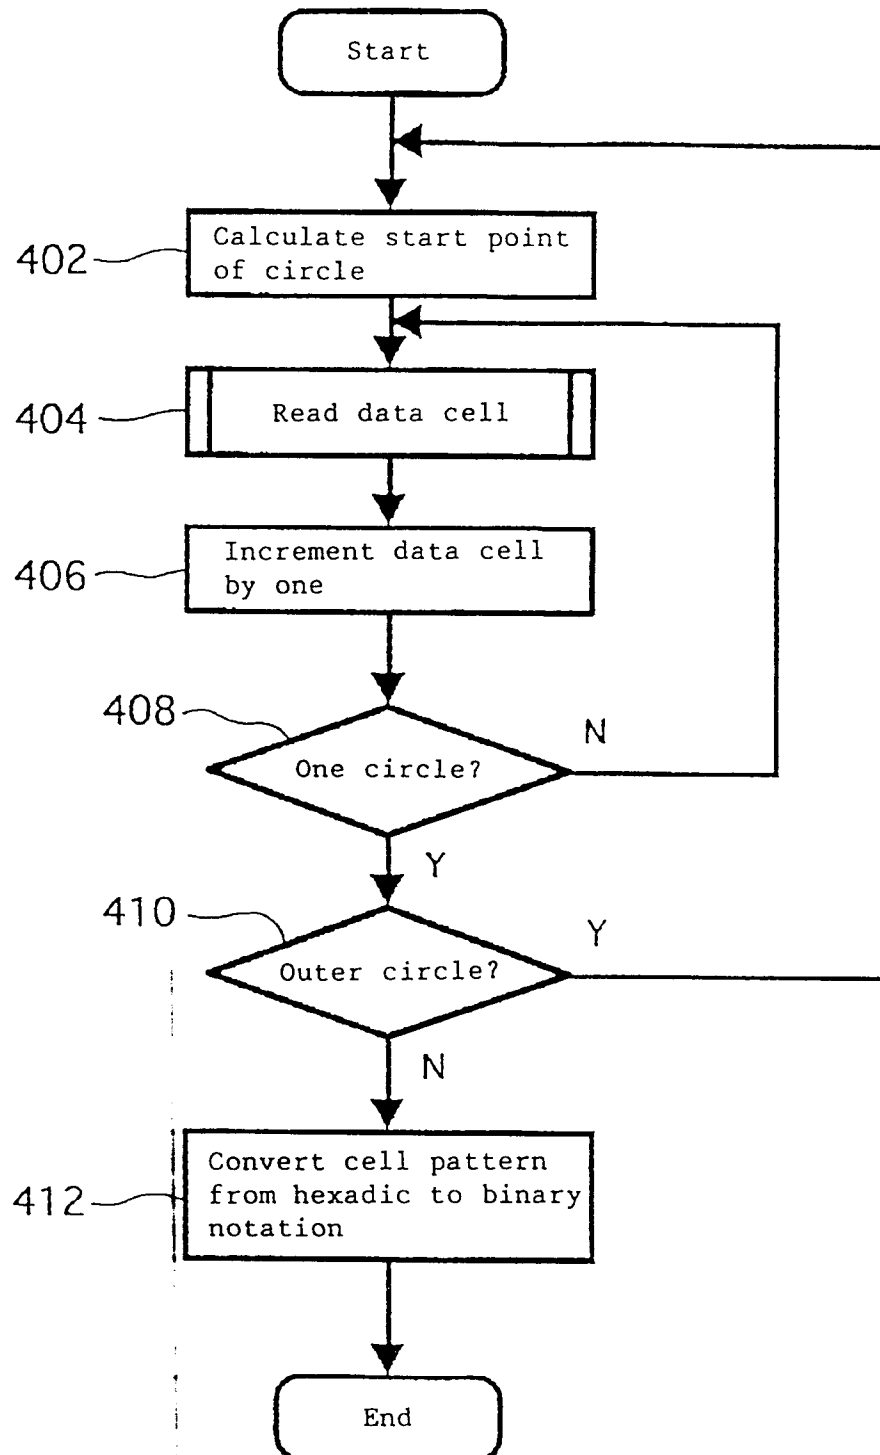 Start
402
Calculate start point
of circle
404
Read data cell
406
Increment data cell
by one
408
One circle?
N
Y
410
Outer circle?
Y
N
412
Convert cell pattern
from hexadic to binary
notation
End